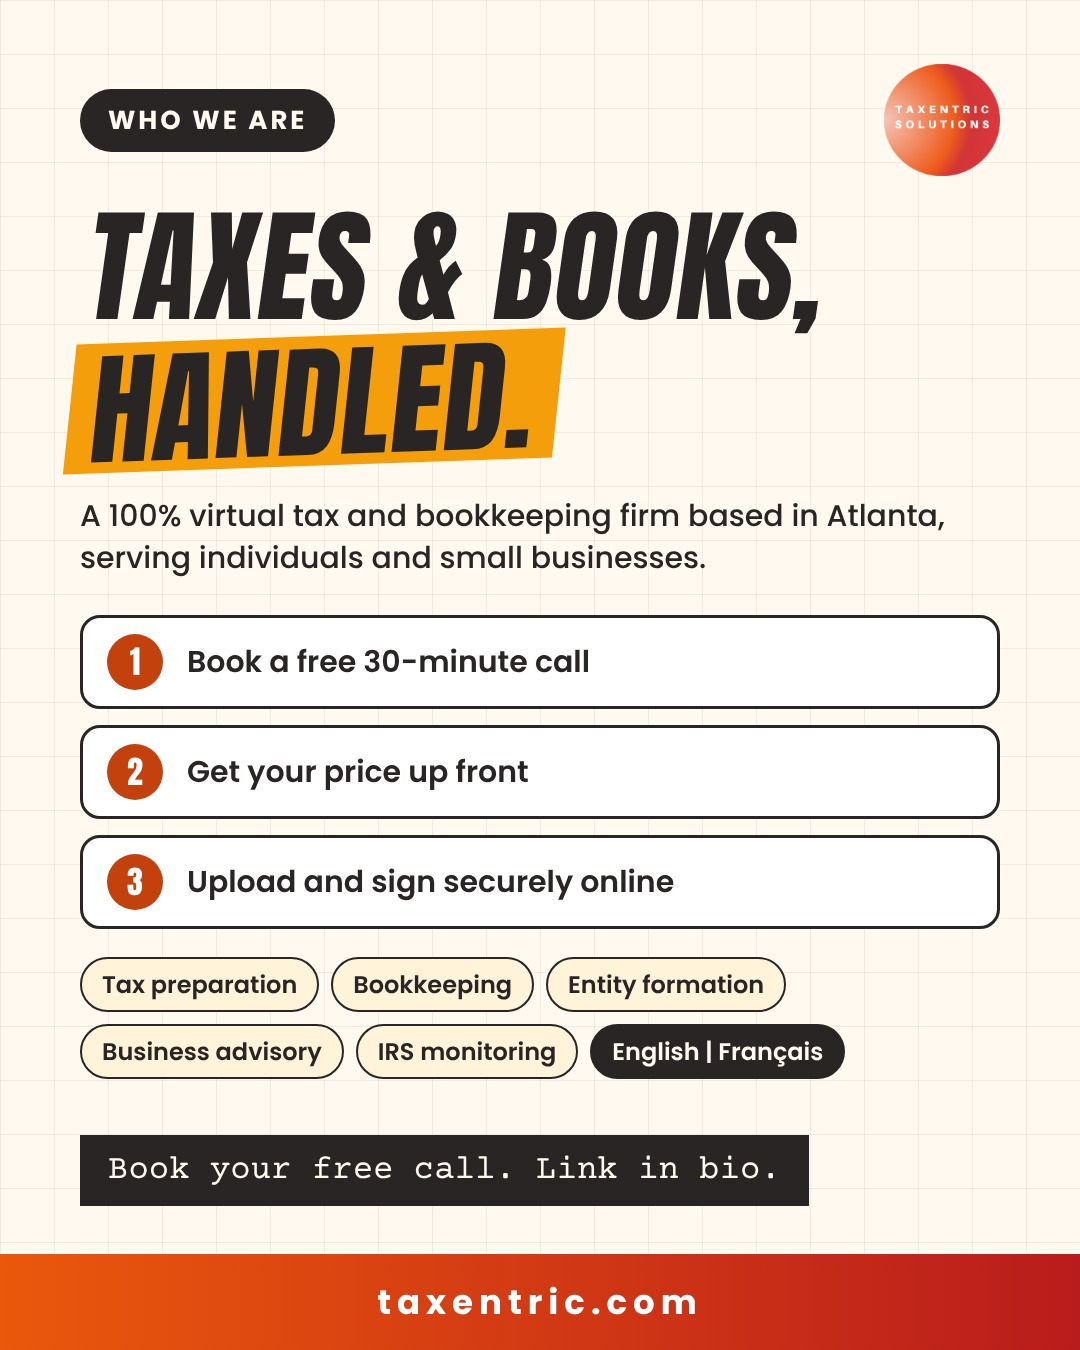 WHO WE ARE
TAXENTRIC
SOLUTIONS
TAXES & BOOKS,
HANDLED.
A 100% virtual tax and bookkeeping firm based in Atlanta,
serving individuals and small businesses.
1 Book a free 30-minute call
2 Get your price up front
3 Upload and sign securely online
Tax preparation Bookkeeping Entity formation
Business advisory IRS monitoring English | Français
Book your free call. Link in bio.
taxentric.com